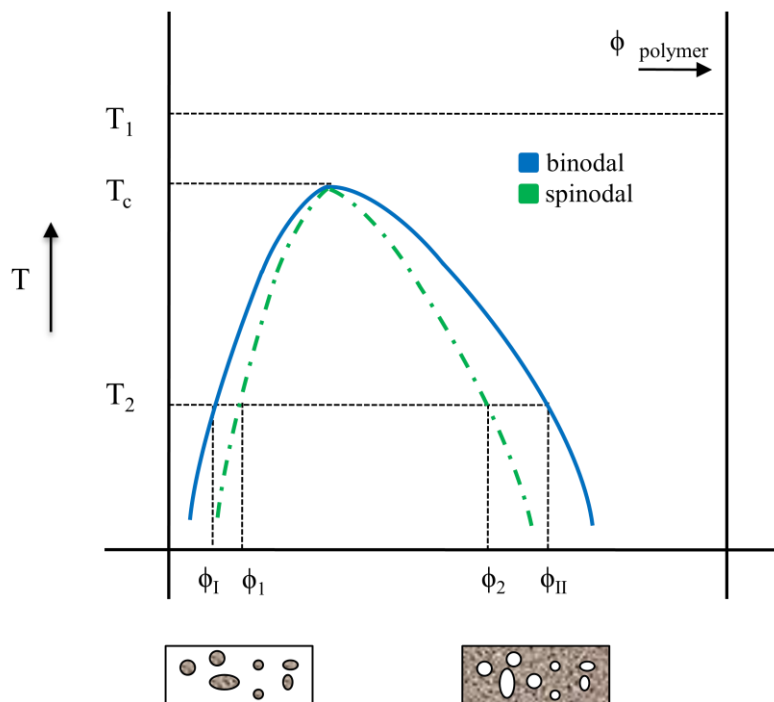 ϕ polymer
T1
binodal
Tc
spinodal
T
T2
ϕI ϕ1 ϕ2 ϕII